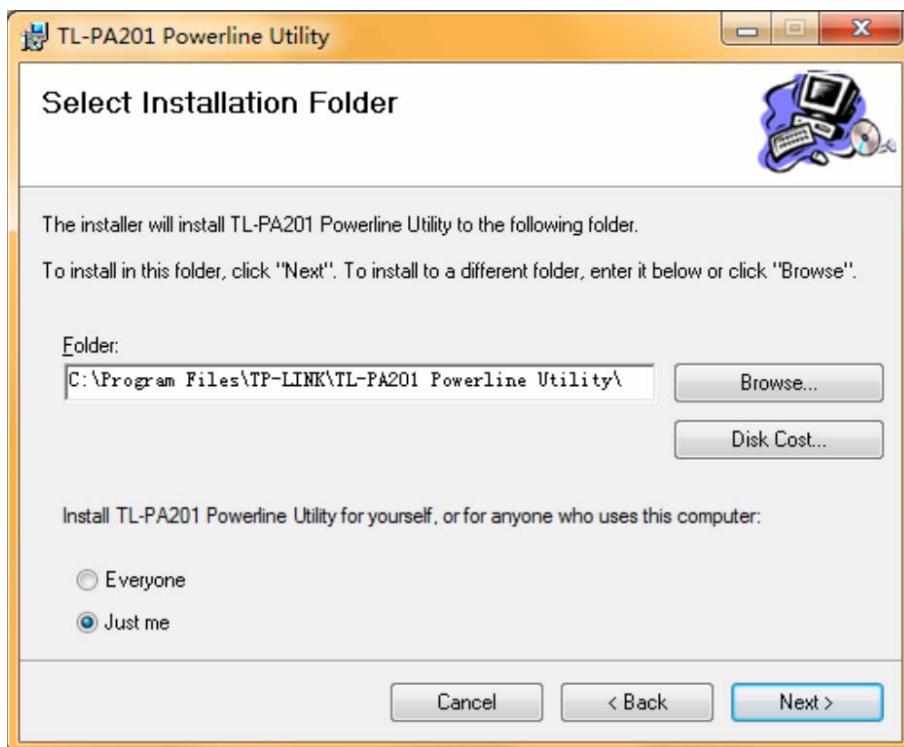 TL-PA201 Powerline Utility
Select Installation Folder
The installer will install TL-PA201 Powerline Utility to the following folder.
To install in this folder, click "Next". To install to a different folder, enter it below or click "Browse".
Folder:
C:\Program Files\TP-LINK\TL-PA201 Powerline Utility\
Browse...
Disk Cost...
Install TL-PA201 Powerline Utility for yourself, or for anyone who uses this computer:
Everyone
Just me
Cancel
< Back
Next >